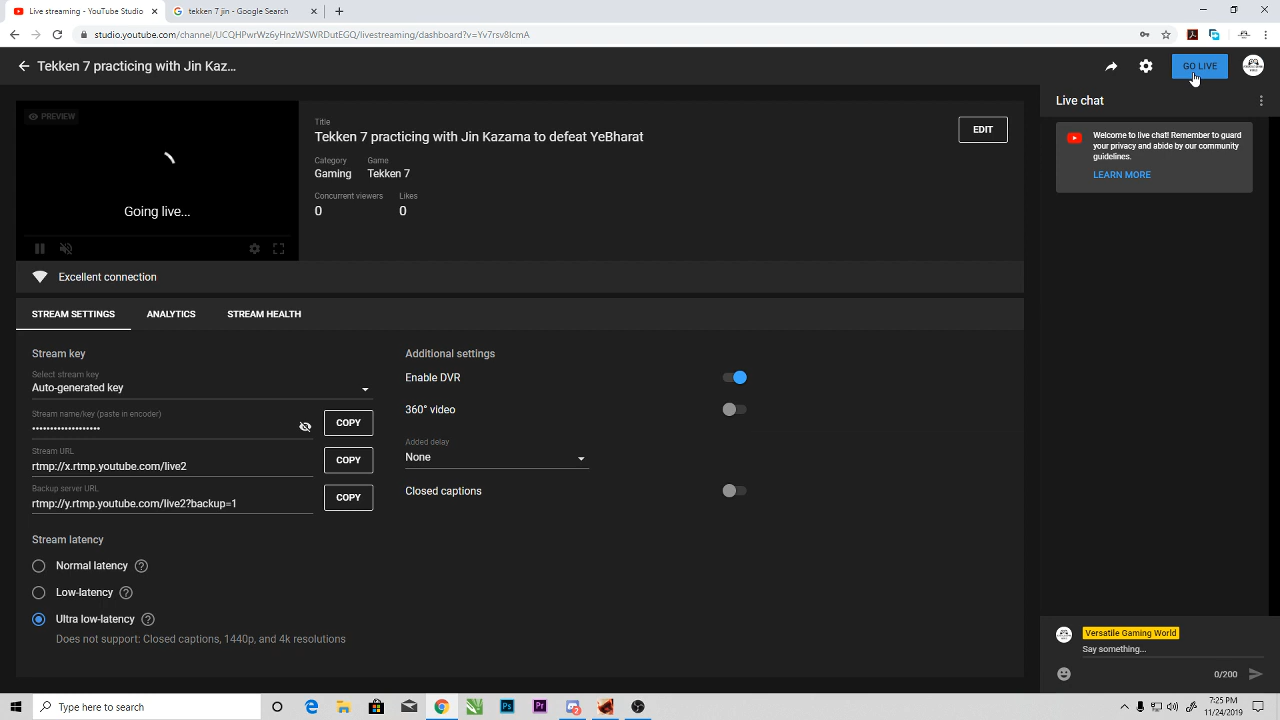 Live streaming - YouTube Studio
tekken 7 jin - Google Search
studio.youtube.com/channel/UCQHPwrWz6yHnzWSWRDutEGQ/livestreaming/dashboard?v=Yv7rsv8IcmA
Tekken 7 practicing with Jin Kaz...
GO LIVE
PREVIEW
Going live...
Title
Tekken 7 practicing with Jin Kazama to defeat YeBharat
EDIT
Category Game
Gaming Tekken 7
Concurrent viewers Likes
0 0
Excellent connection
STREAM SETTINGS ANALYTICS STREAM HEALTH
Stream key
Select stream key
Auto-generated key
Stream name/key (paste in encoder)
••••••••••••••••••• COPY
Stream URL
rtmp://x.rtmp.youtube.com/live2 COPY
Backup server URL
rtmp://y.rtmp.youtube.com/live2?backup=1 COPY
Stream latency
Normal latency
Low-latency
Ultra low-latency
Does not support: Closed captions, 1440p, and 4k resolutions
Additional settings
Enable DVR
360° video
Added delay
None
Closed captions
Live chat
Welcome to live chat! Remember to guard
your privacy and abide by our community
guidelines.
LEARN MORE
Versatile Gaming World
Say something...
0/200
Type here to search
Ps
Pr
2
7:25 PM
11/24/2019